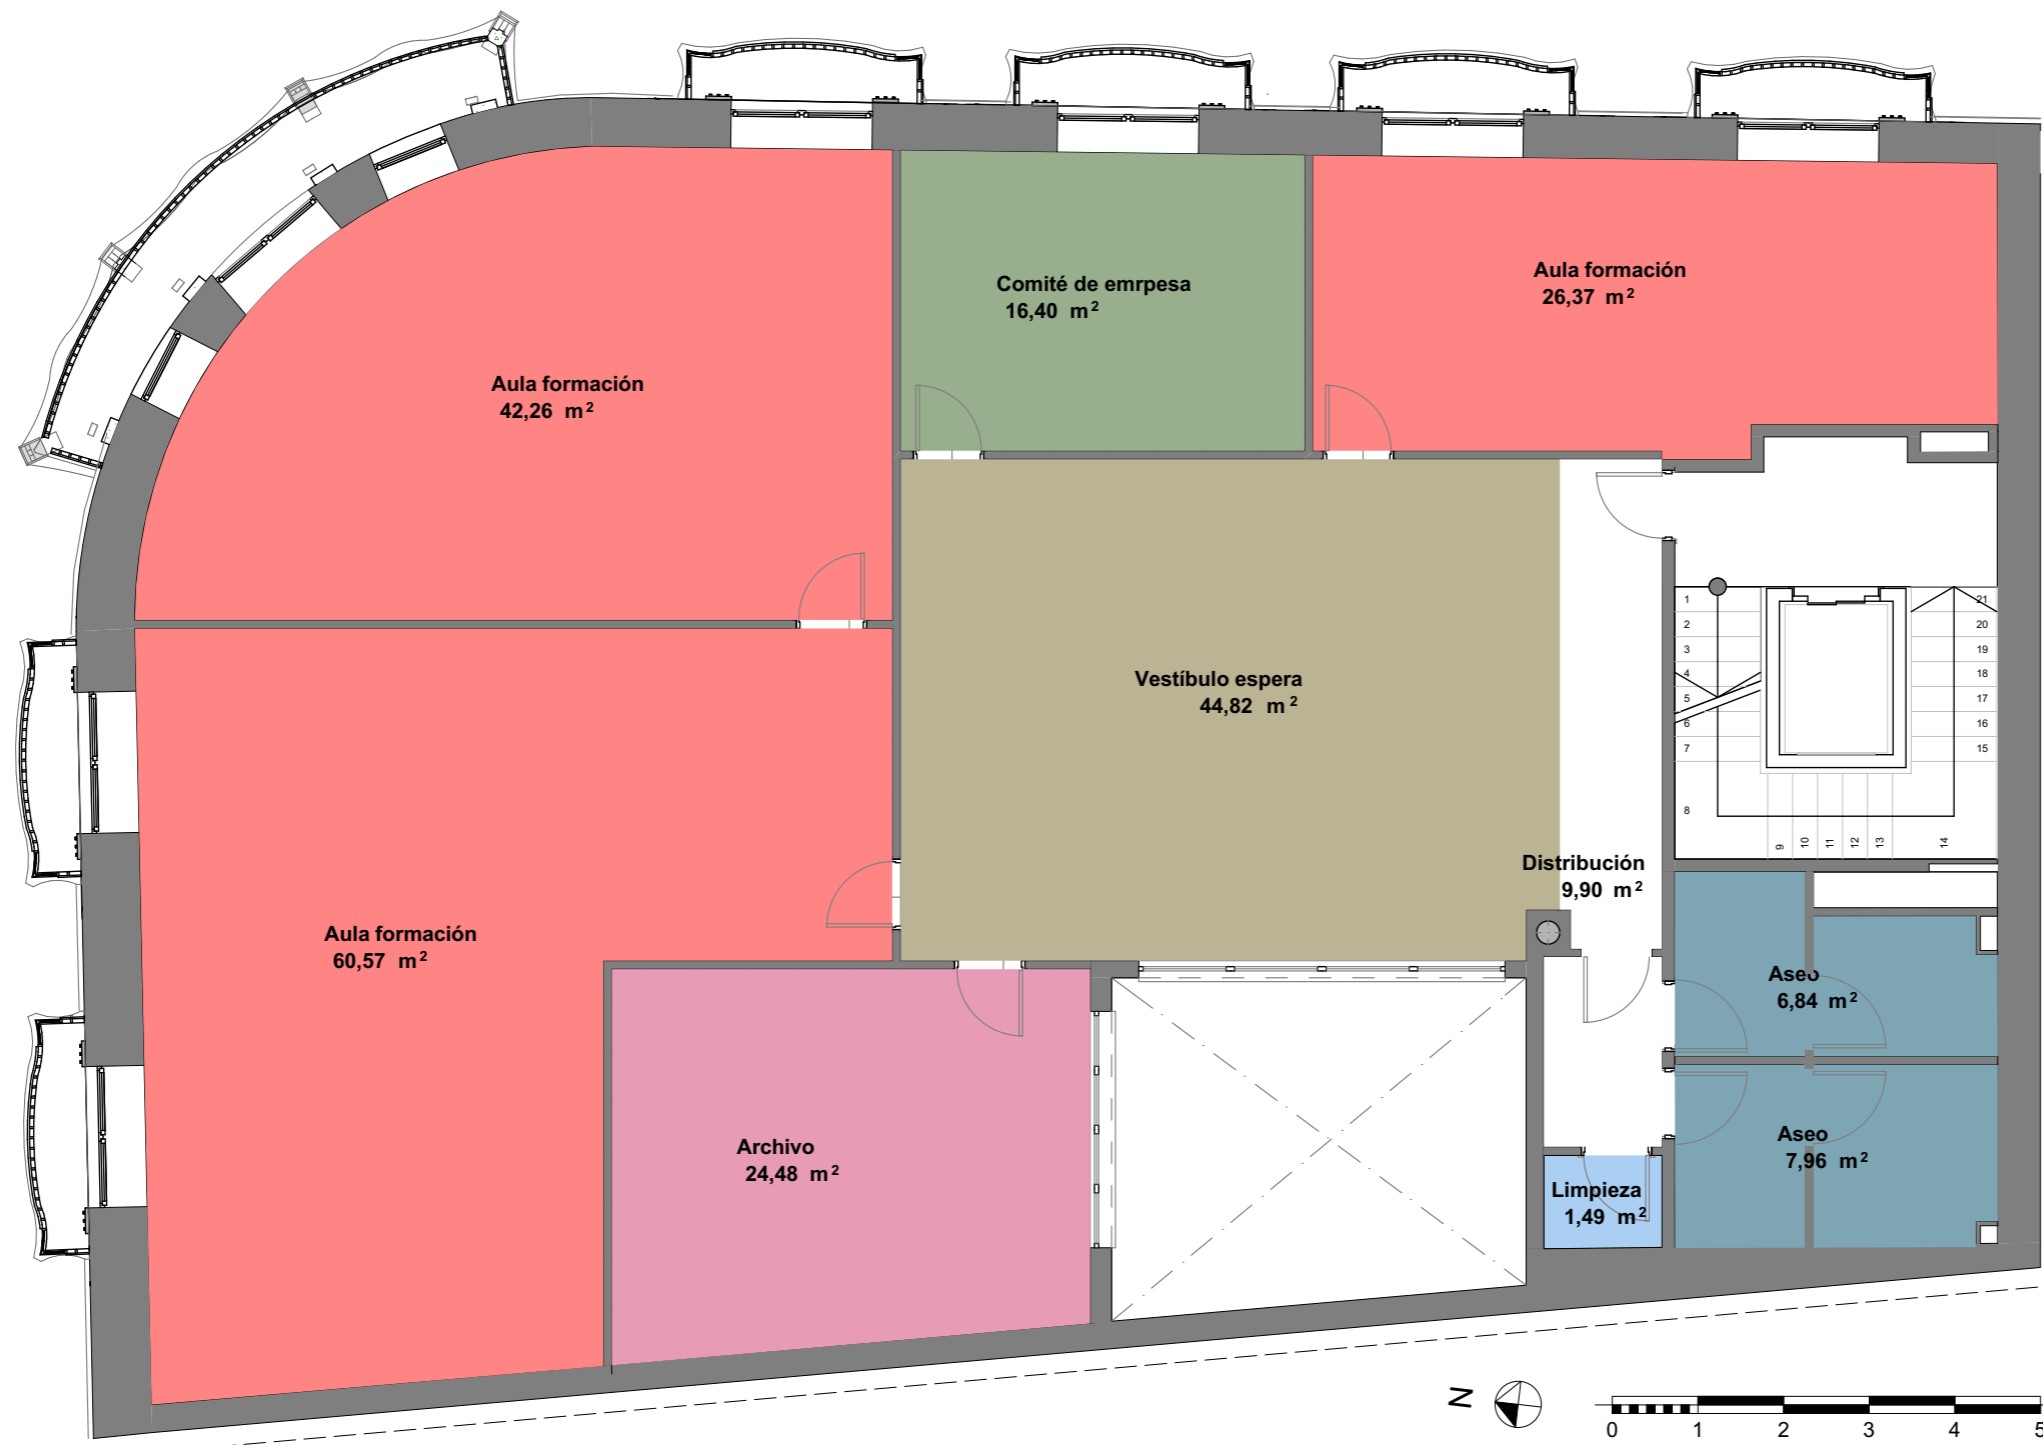 Comité de emrpesa
16,40 m²
Aula formación
26,37 m²
Aula formación
42,26 m²
Vestíbulo espera
44,82 m²
1
2
3
4
5
6
7
8
9
10
11
12
13
14
21
20
19
18
17
16
15
Distribución
9,90 m²
Aula formación
60,57 m²
Aseo
6,84 m²
Archivo
24,48 m²
Aseo
7,96 m²
Limpieza
1,49 m²
N
0 1 2 3 4 5